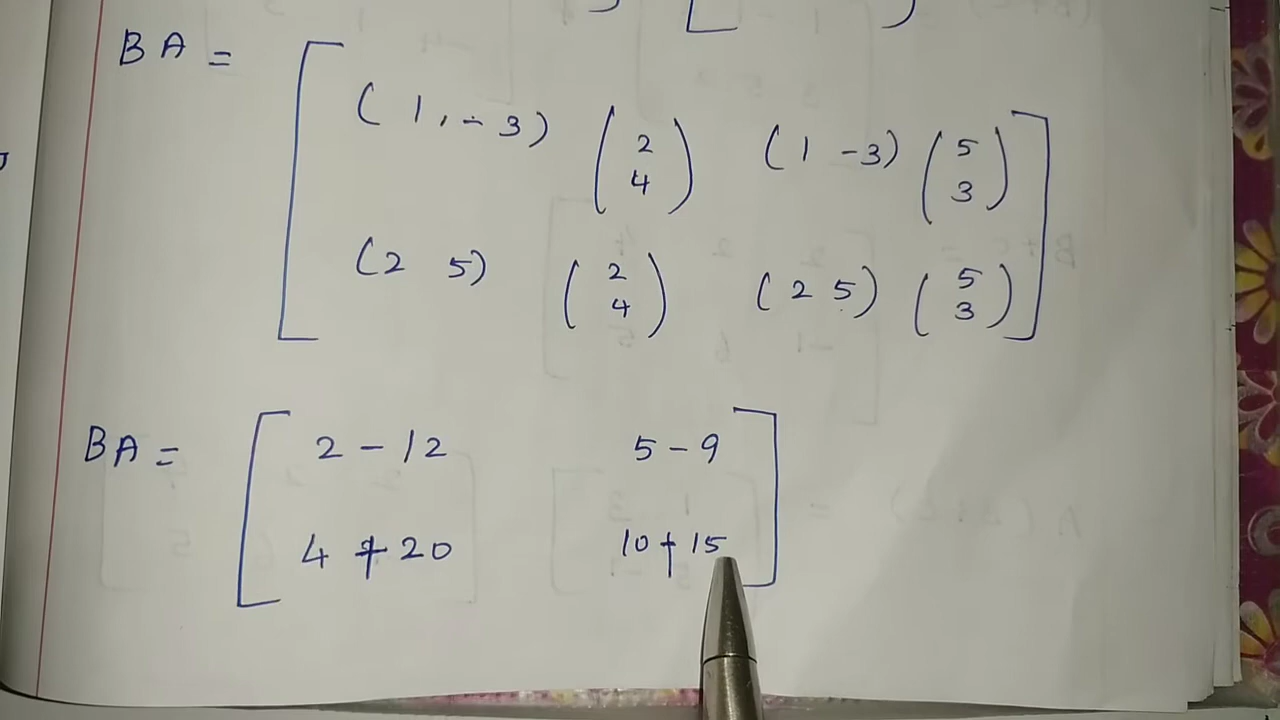 BA =
(1, -3) (2 4) (1 -3) (5 3)
(2 5) (2 4) (2 5) (5 3)
BA = 2 - 12 5 - 9
4 + 20 10 + 15